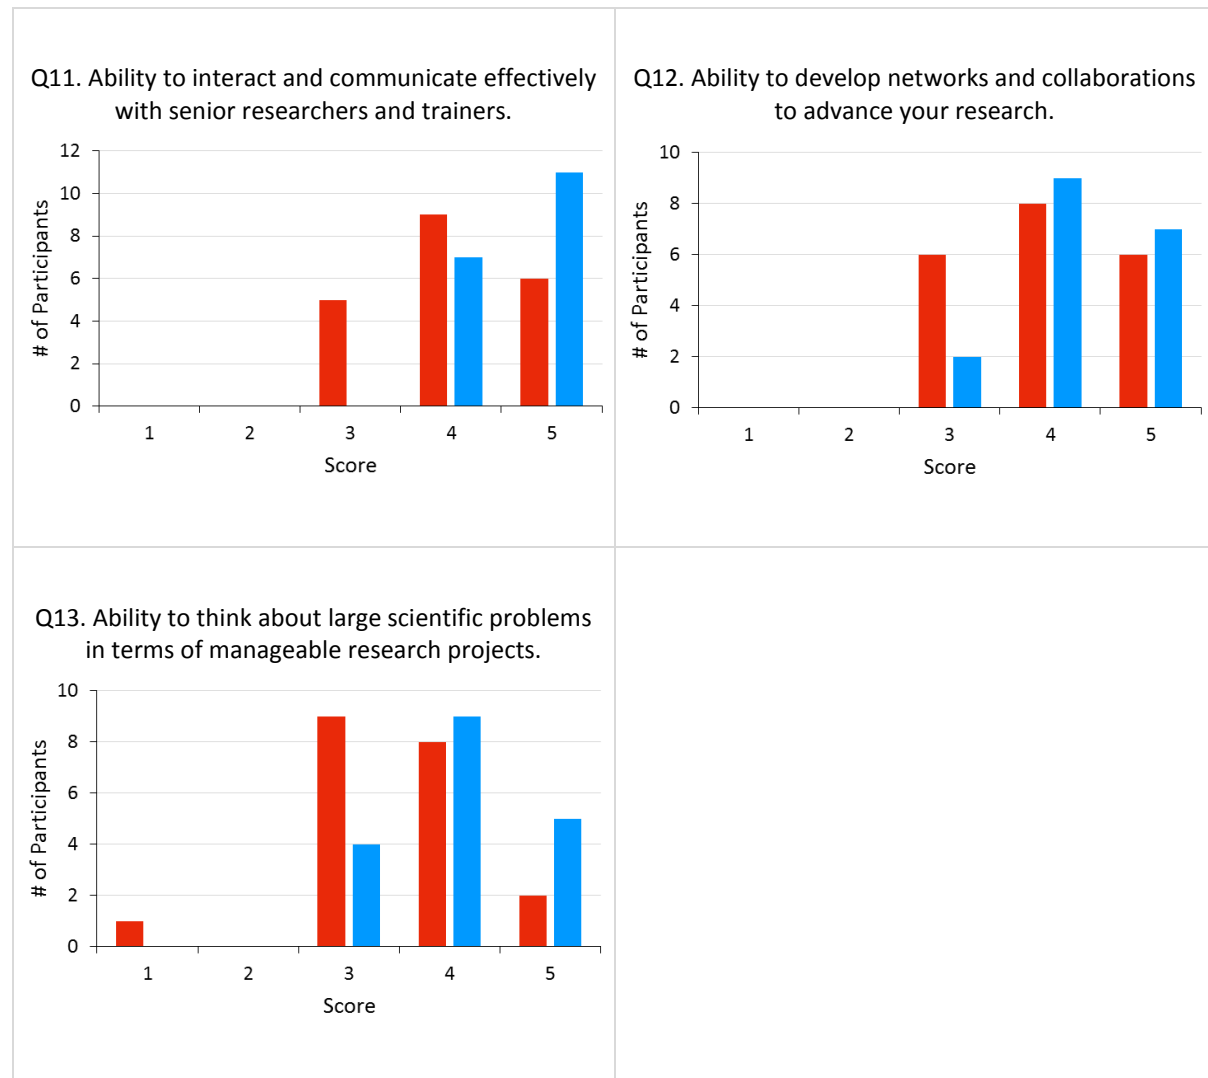 Q11. Ability to interact and communicate effectively
with senior researchers and trainers.
12
10
8
6
4
2
0
# of Participants
1 2 3 4 5
Score
Q12. Ability to develop networks and collaborations
to advance your research.
10
8
6
4
2
0
# of Participants
1 2 3 4 5
Score
Q13. Ability to think about large scientific problems
in terms of manageable research projects.
10
8
6
4
2
0
# of Participants
1 2 3 4 5
Score